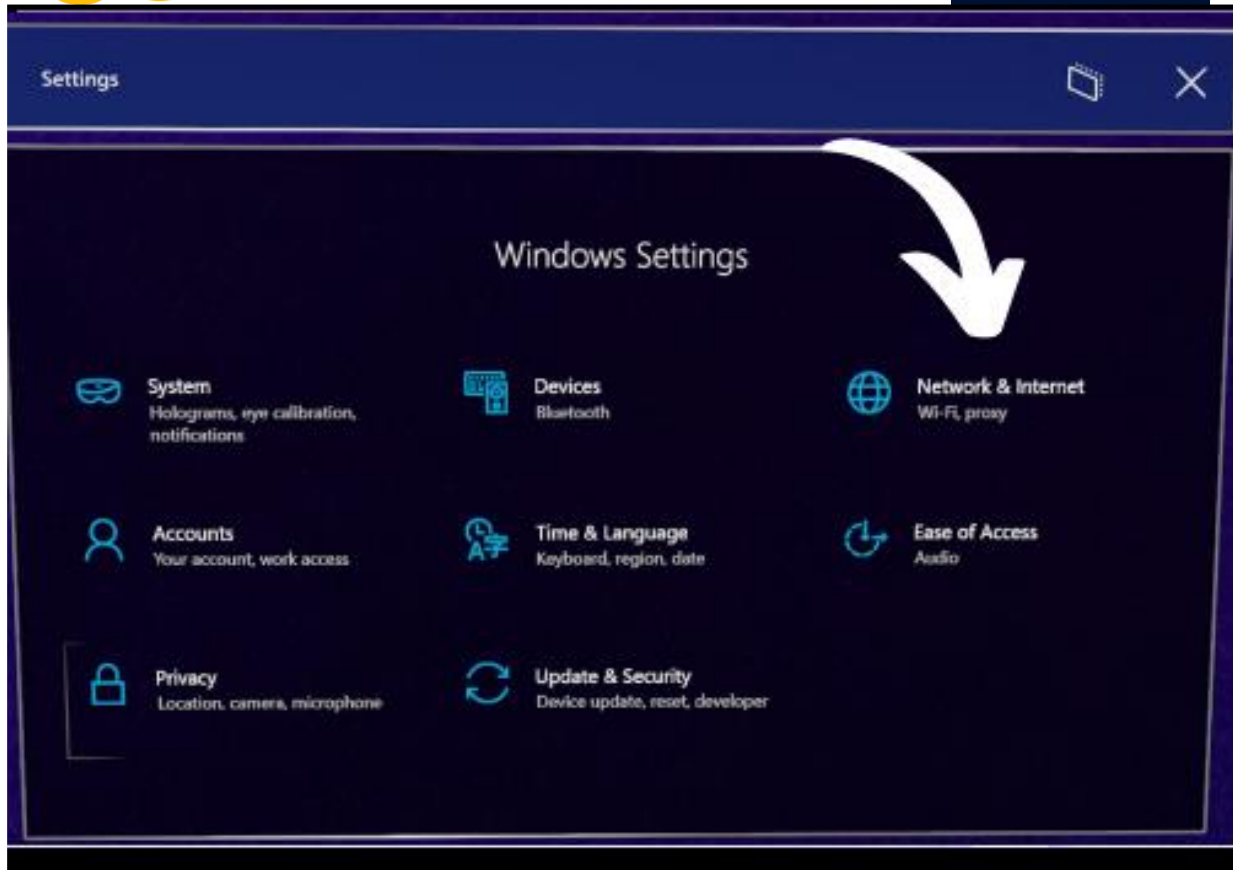 Settings
Windows Settings
System
Holograms, eye calibration,
notifications
Devices
Bluetooth
Network & Internet
Wi-Fi, proxy
Accounts
Your account, work access
Time & Language
Keyboard, region, date
Ease of Access
Audio
Privacy
Location, camera, microphone
Update & Security
Device update, reset, developer